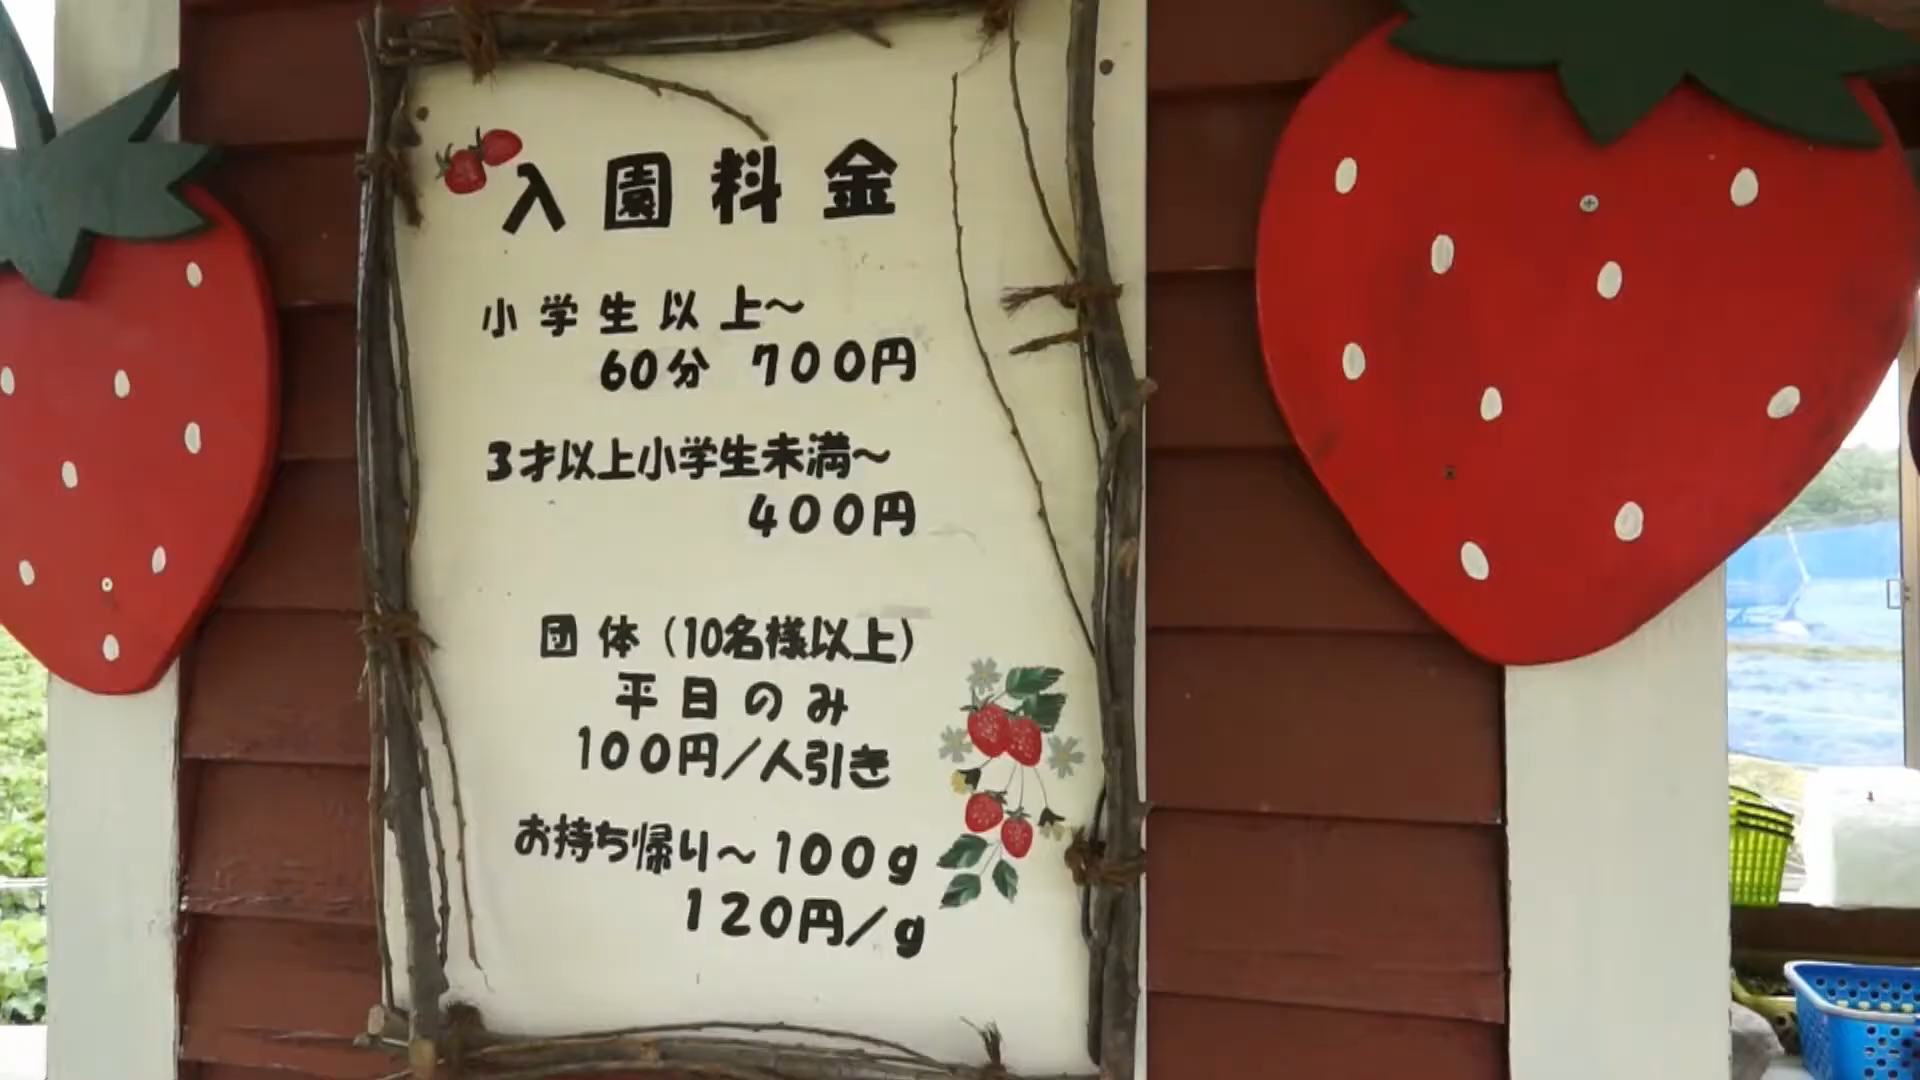 入園料金
小学生以上～
60分 700円
3才以上小学生未満～
400円
団体（10名様以上）
平日のみ
100円／人引き
お持ち帰り～100g
120円／g